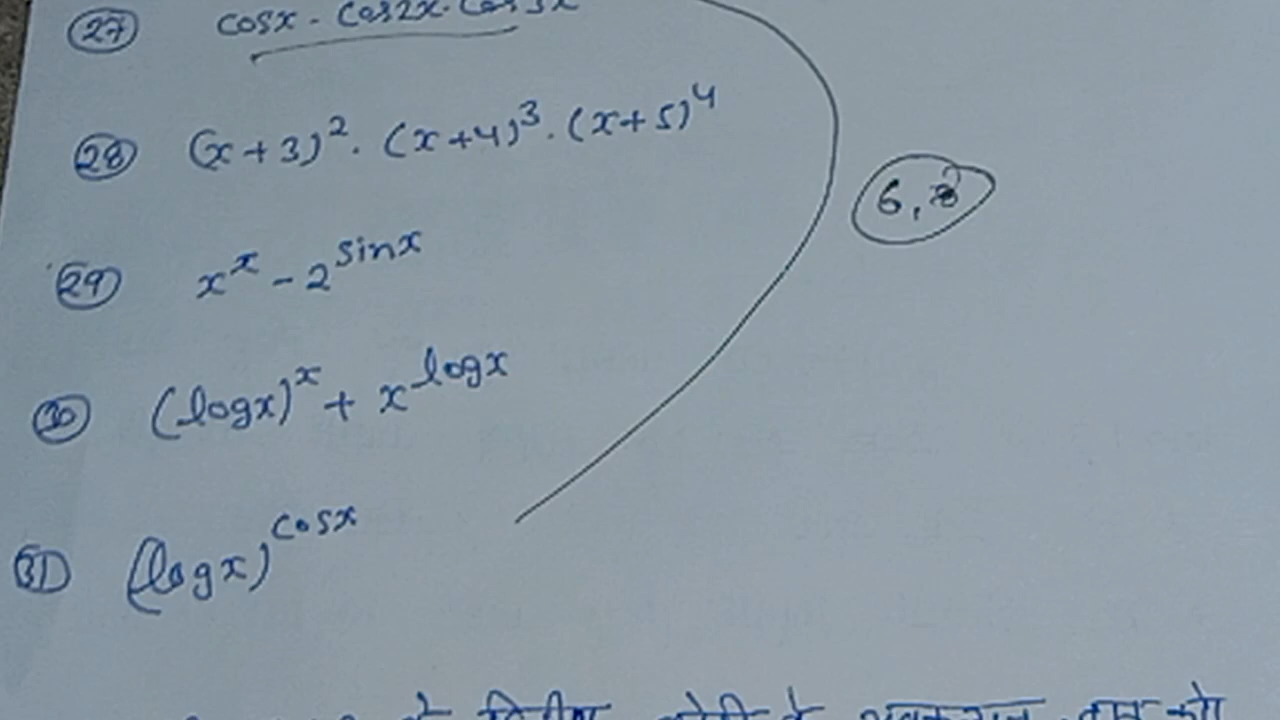 (27) cosx - cos2x · cos3x
(28) (x+3)² · (x+4)³ · (x+5)⁴
6,
(29) x^x - 2^sinx
(30) (logx)^x + x^logx
(31) (logx)^cosx
के द्वितीय कोटि के अवकलज ज्ञात को